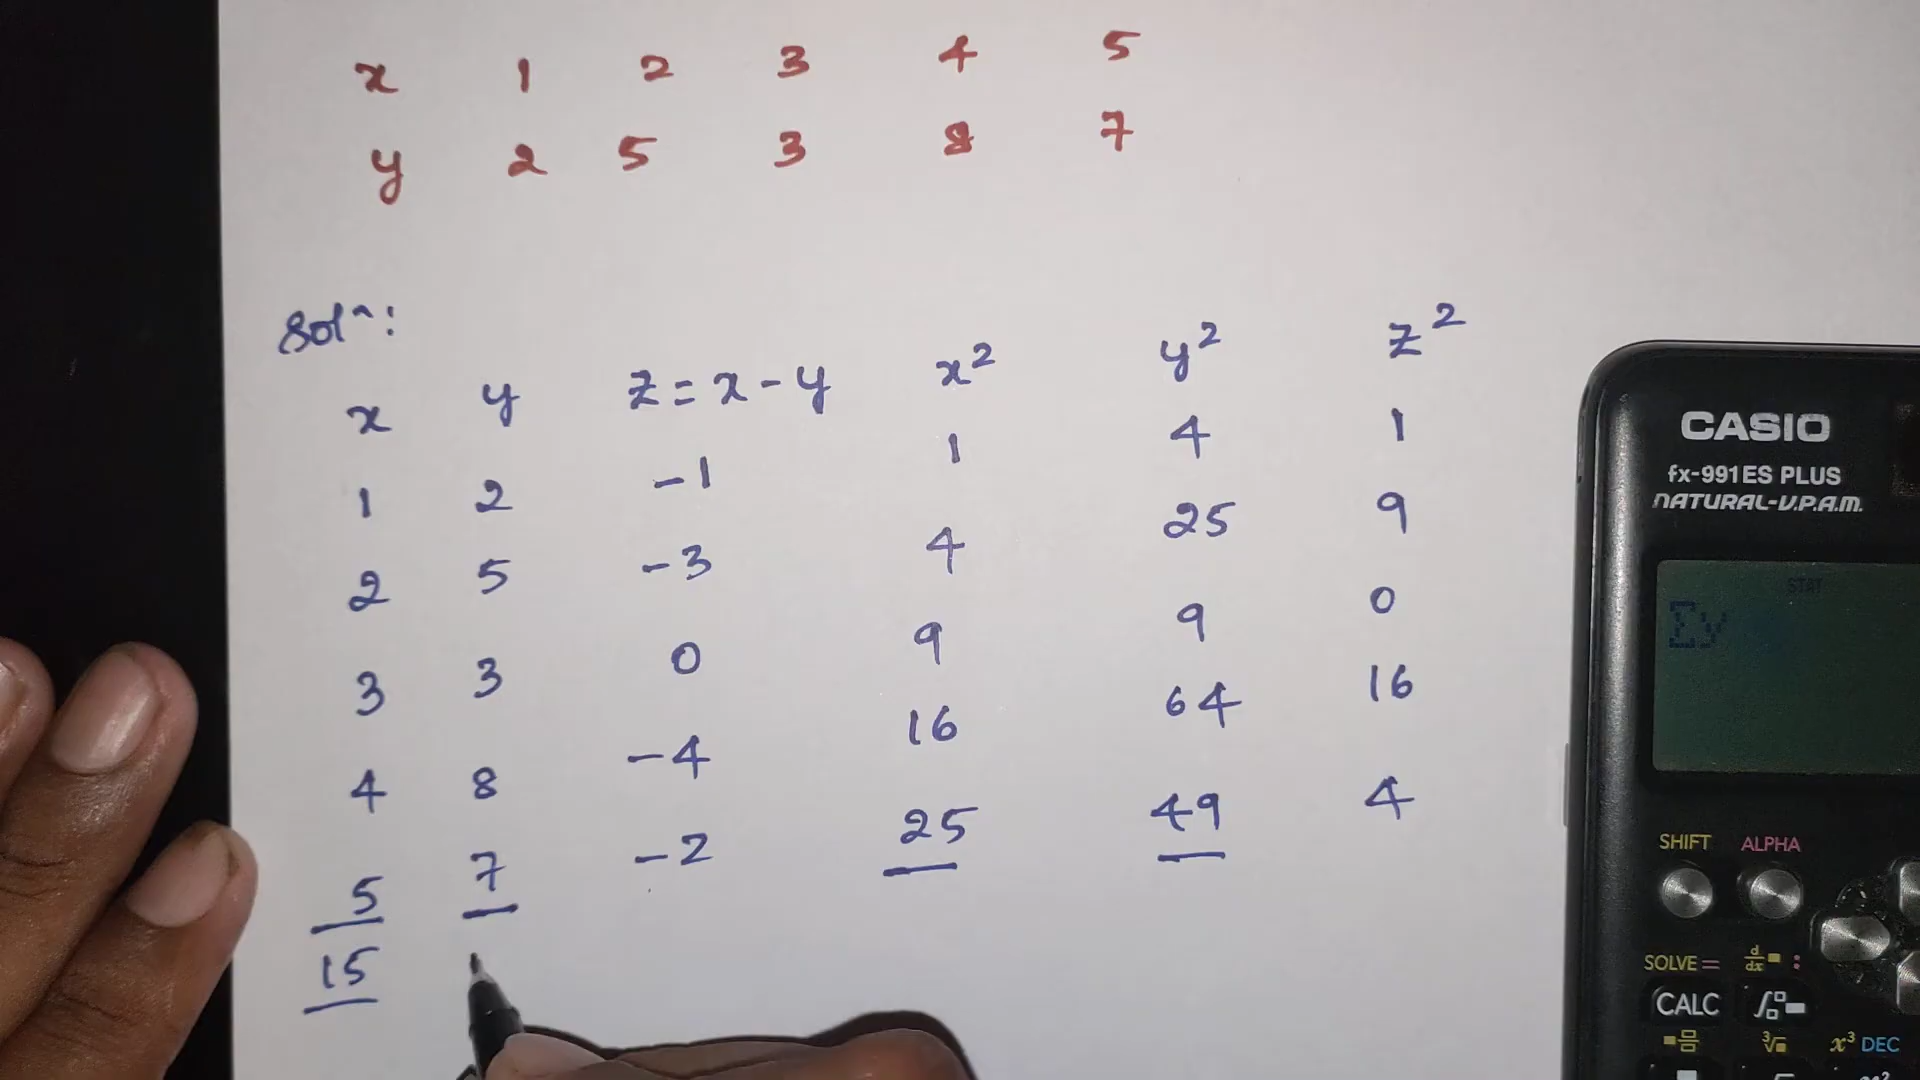 x 1 2 3 4 5
y 2 5 3 8 7
Solⁿ:
x y z = x - y x² y² z²
1 2 -1 1 4 1
2 5 -3 4 25 9
3 3 0 9 9 0
4 8 -4 16 64 16
5 7 -2 25 49 4
15
CASIO
fx-991ES PLUS
NATURAL-V.P.A.M.
STAT
Σy
SHIFT ALPHA
SOLVE = d/dx :
CALC
x³ DEC